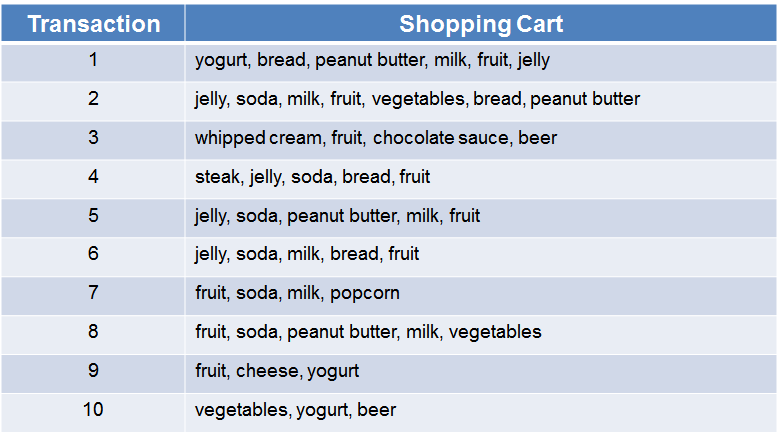 Transaction Shopping Cart
1 yogurt, bread, peanut butter, milk, fruit, jelly
2 jelly, soda, milk, fruit, vegetables, bread, peanut butter
3 whipped cream, fruit, chocolate sauce, beer
4 steak, jelly, soda, bread, fruit
5 jelly, soda, peanut butter, milk, fruit
6 jelly, soda, milk, bread, fruit
7 fruit, soda, milk, popcorn
8 fruit, soda, peanut butter, milk, vegetables
9 fruit, cheese, yogurt
10 vegetables, yogurt, beer